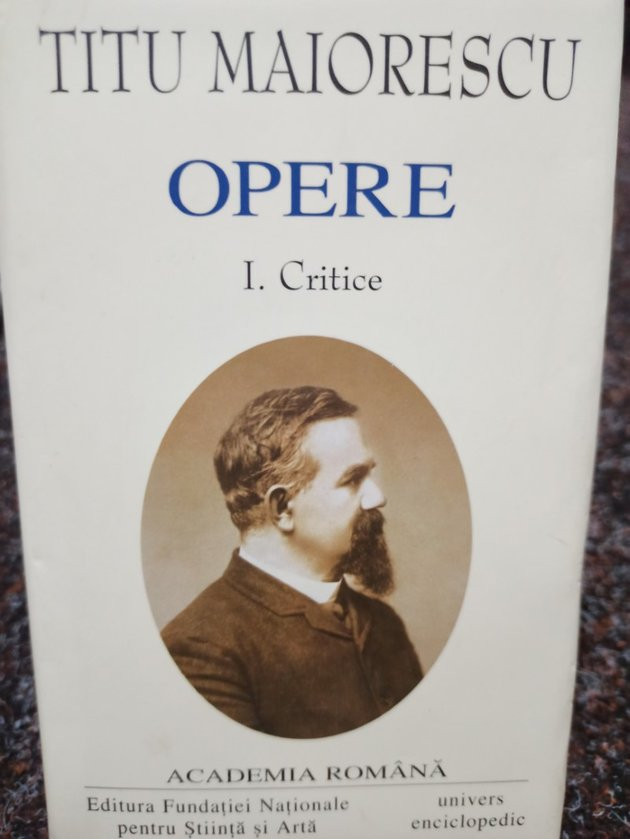 TITU MAIORESCU
OPERE
I. Critice
ACADEMIA ROMÂNĂ
Editura Fundației Naționale
pentru Știință și Artă
univers
enciclopedic